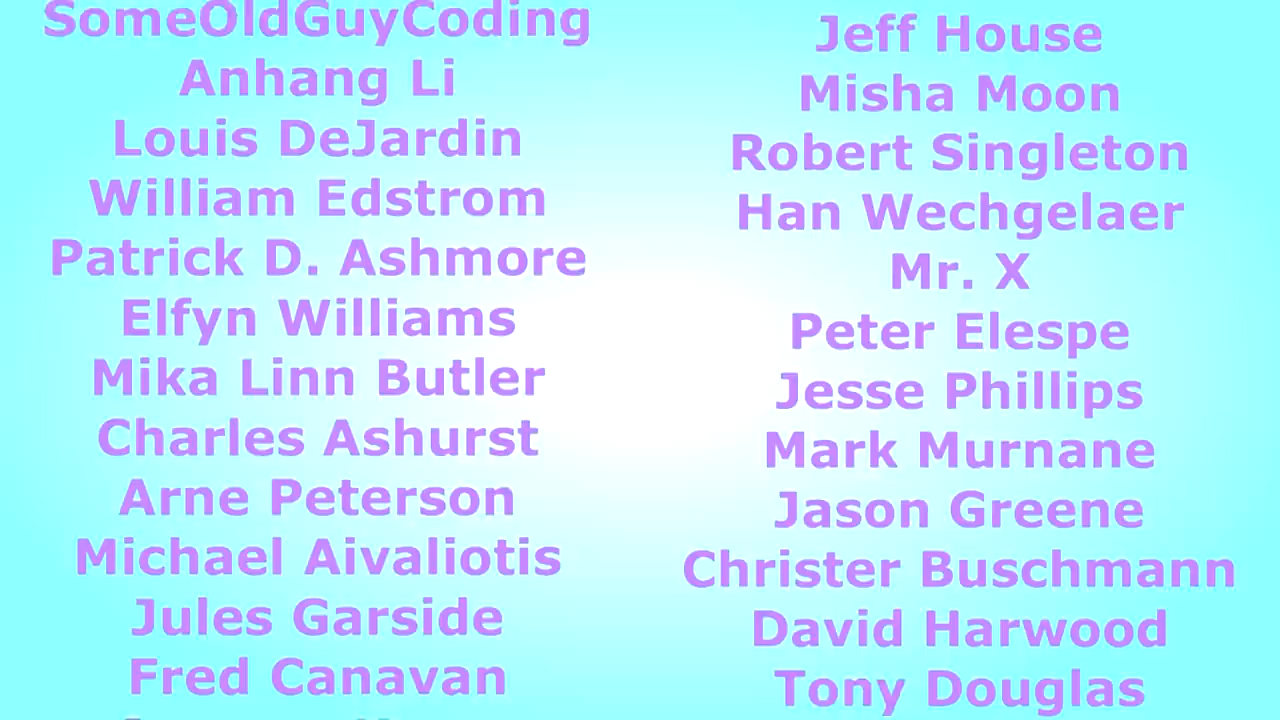 SomeOldGuyCoding
Anhang Li
Louis DeJardin
William Edstrom
Patrick D. Ashmore
Elfyn Williams
Mika Linn Butler
Charles Ashurst
Arne Peterson
Michael Aivaliotis
Jules Garside
Fred Canavan
Jeff House
Misha Moon
Robert Singleton
Han Wechgelaer
Mr. X
Peter Elespe
Jesse Phillips
Mark Murnane
Jason Greene
Christer Buschmann
David Harwood
Tony Douglas